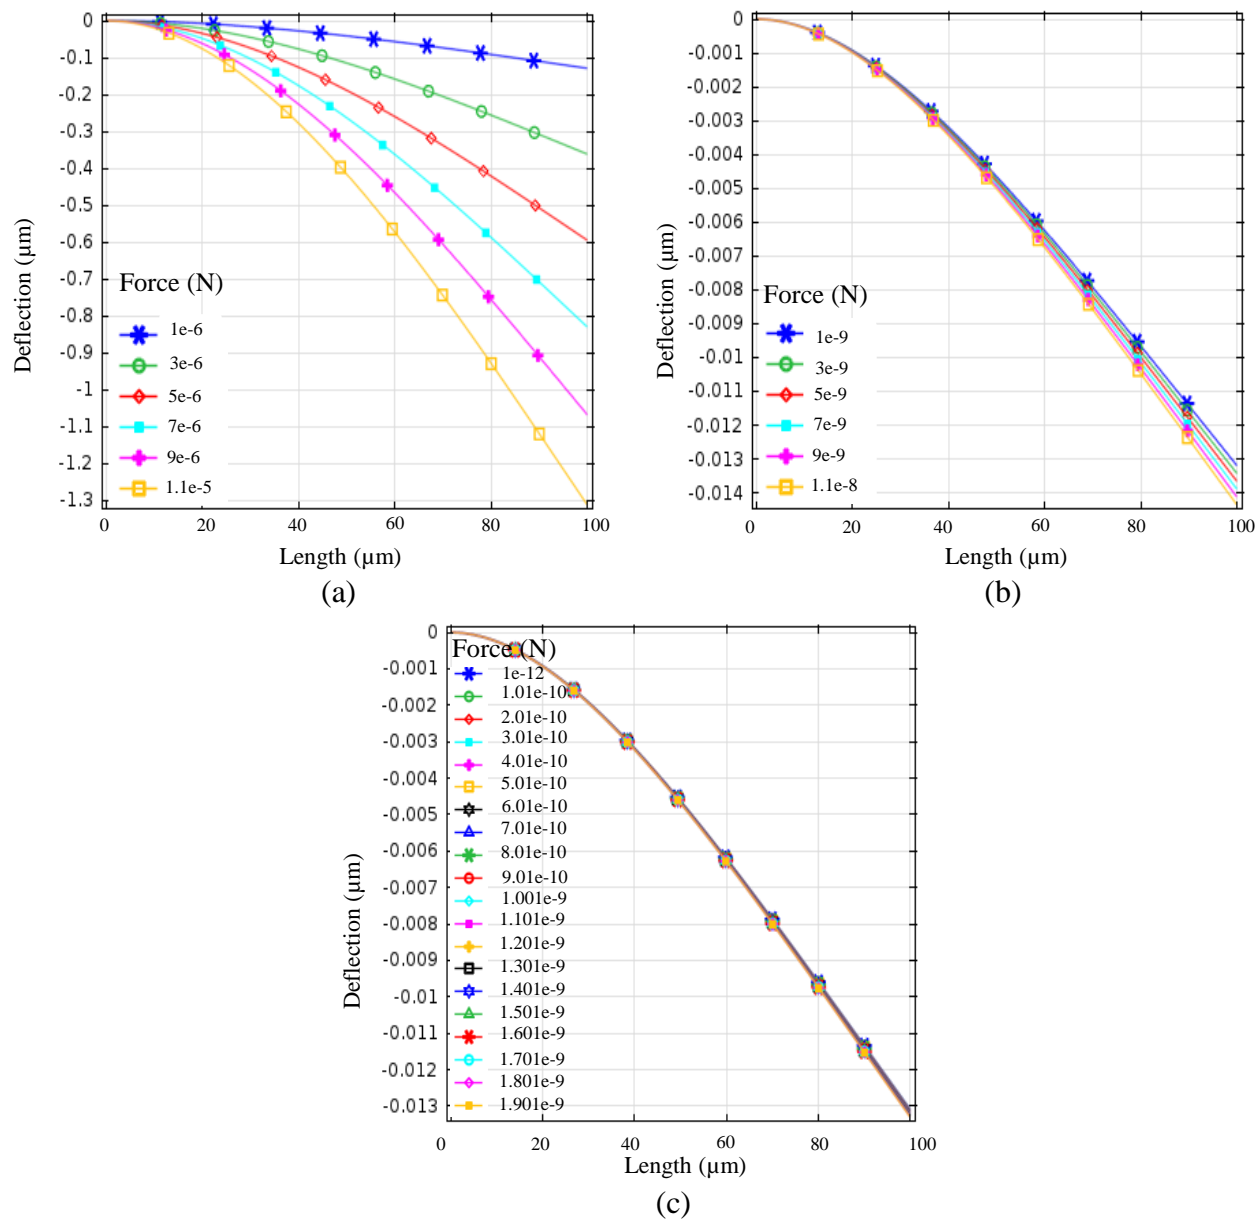 0
-0.1
-0.2
-0.3
-0.4
-0.5
-0.6
-0.7
-0.8
-0.9
-1
-1.1
-1.2
-1.3
Deflection (µm)
Force (N)
1e-6
3e-6
5e-6
7e-6
9e-6
1.1e-5
0 20 40 60 80 100
Length (µm)
(a)
0
-0.001
-0.002
-0.003
-0.004
-0.005
-0.006
-0.007
-0.008
-0.009
-0.01
-0.011
-0.012
-0.013
-0.014
Deflection (µm)
Force (N)
1e-9
3e-9
5e-9
7e-9
9e-9
1.1e-8
0 20 40 60 80 100
Length (µm)
(b)
0
-0.001
-0.002
-0.003
-0.004
-0.005
-0.006
-0.007
-0.008
-0.009
-0.01
-0.011
-0.012
-0.013
Deflection (µm)
Force (N)
1e-12
1.01e-10
2.01e-10
3.01e-10
4.01e-10
5.01e-10
6.01e-10
7.01e-10
8.01e-10
9.01e-10
1.001e-9
1.101e-9
1.201e-9
1.301e-9
1.401e-9
1.501e-9
1.601e-9
1.701e-9
1.801e-9
1.901e-9
0 20 40 60 80 100
Length (µm)
(c)